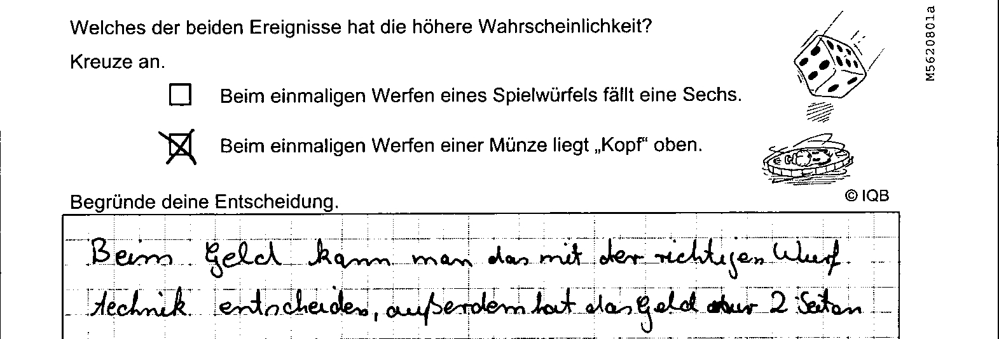 Welches der beiden Ereignisse hat die höhere Wahrscheinlichkeit?
Kreuze an.
Beim einmaligen Werfen eines Spielwürfels fällt eine Sechs.
Beim einmaligen Werfen einer Münze liegt „Kopf“ oben.
Begründe deine Entscheidung.
© IQB
M5620801a
Beim Geld kann man das mit der richtigen Wurf
technik entscheiden, außerdem hat das Geld nur 2 Seiten